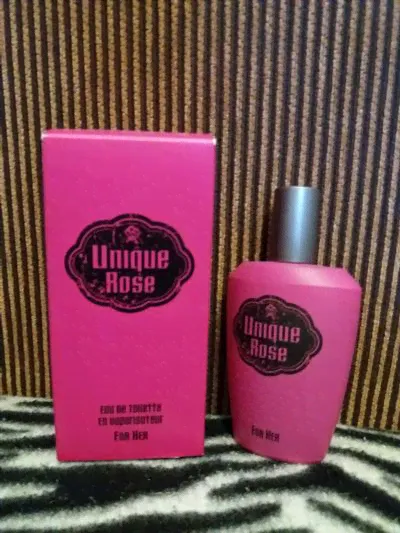 Unique
Rose
Eau de Toilette
En vaporisateur
For Her
Unique
Rose
For Her